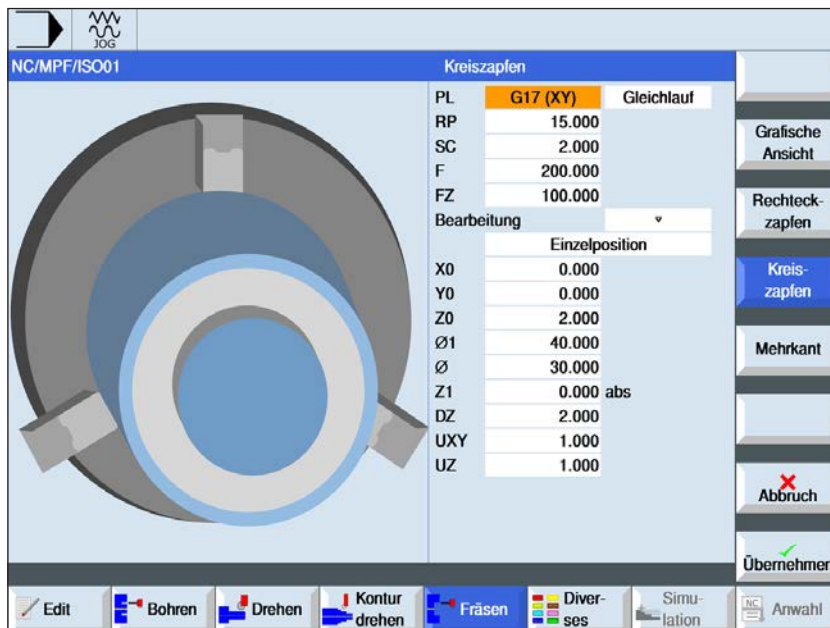 JOG
NC/MPF/ISO01
Kreiszapfen
PL G17 (XY) Gleichlauf
RP 15.000
SC 2.000
F 200.000
FZ 100.000
Bearbeitung ▿
Einzelposition
X0 0.000
Y0 0.000
Z0 2.000
Ø1 40.000
Ø 30.000
Z1 0.000 abs
DZ 2.000
UXY 1.000
UZ 1.000
Grafische
Ansicht
Rechteck-
zapfen
Kreis-
zapfen
Mehrkant
Abbruch
Übernehmen
Edit
Bohren
Drehen
Kontur
drehen
Fräsen
Diver-
ses
Simu-
lation
NC
Anwahl